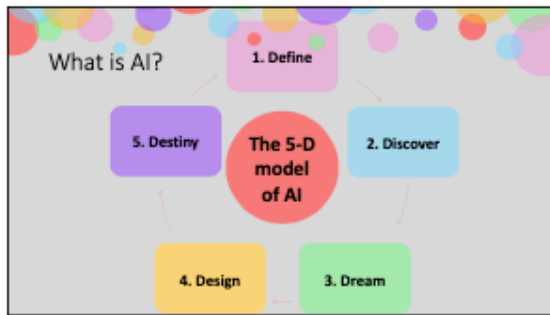 What is AI?
1. Define
2. Discover
3. Dream
4. Design
5. Destiny
The 5-D
model
of AI